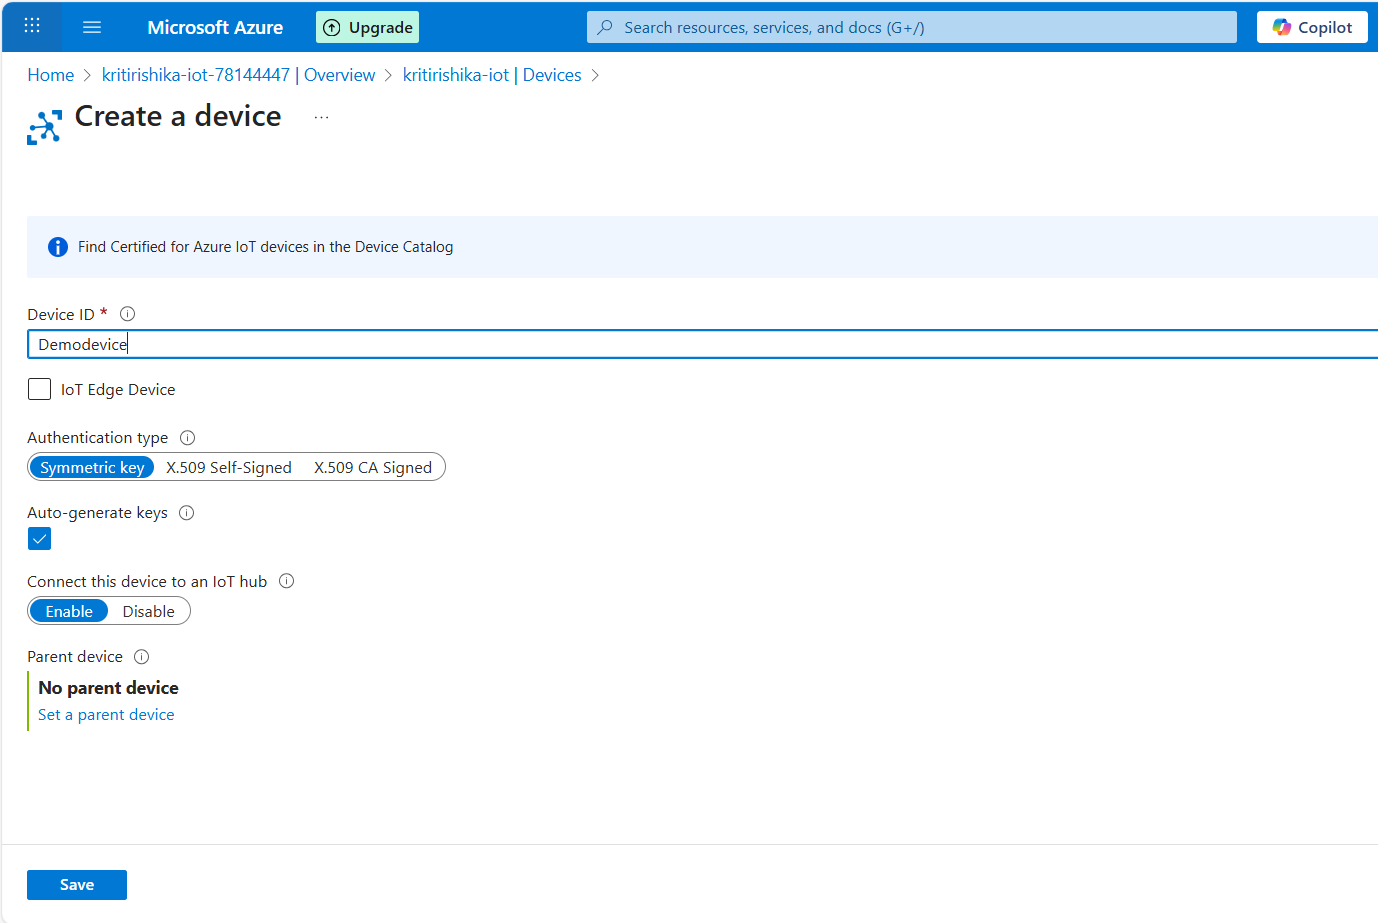 Microsoft Azure Upgrade Search resources, services, and docs (G+/) Copilot
Home > kritirishika-iot-78144447 | Overview > kritirishika-iot | Devices >
Create a device ...
Find Certified for Azure IoT devices in the Device Catalog
Device ID *
Demodevice
IoT Edge Device
Authentication type
Symmetric key X.509 Self-Signed X.509 CA Signed
Auto-generate keys
Connect this device to an IoT hub
Enable Disable
Parent device
No parent device
Set a parent device
Save